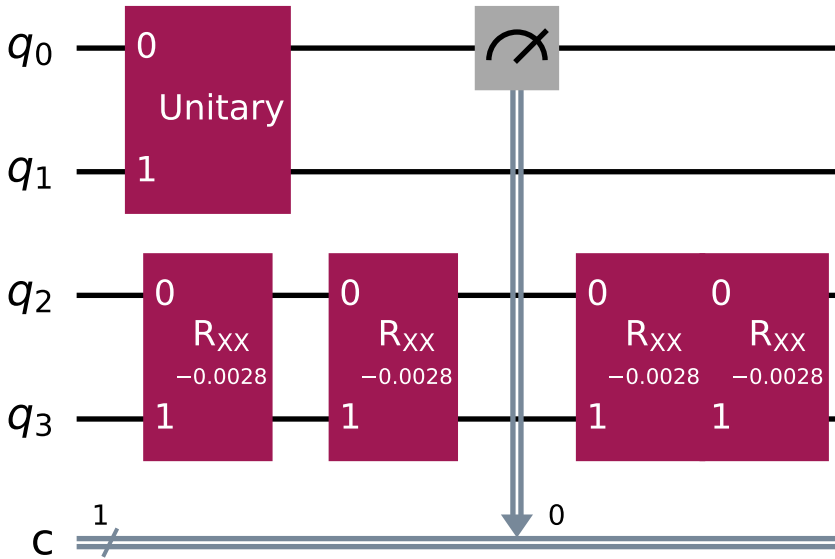 q0 0
Unitary
q1 1
q2 0 0 0 0
RXX RXX RXX RXX
−0.0028 −0.0028 −0.0028 −0.0028
q3 1 1 1 1
1 0
c